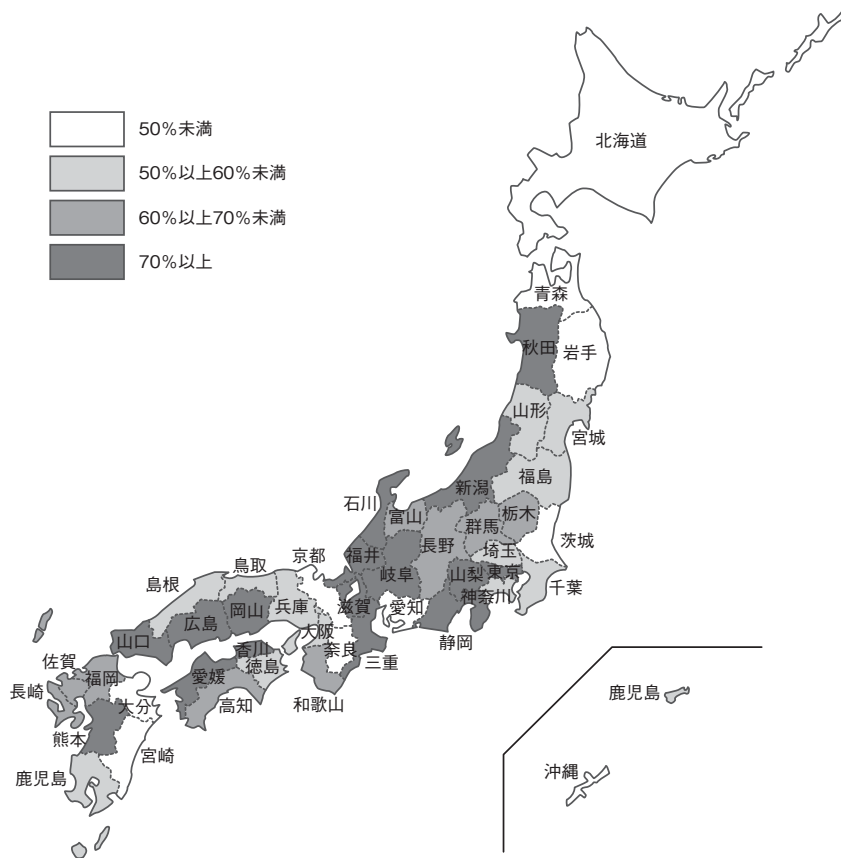 50%未満
50%以上60%未満
60%以上70%未満
70%以上
北海道
青森
秋田
岩手
山形
宮城
福島
新潟
石川
富山
群馬
栃木
茨城
福井
長野
埼玉
岐阜
山梨
東京
千葉
神奈川
京都
滋賀
愛知
静岡
鳥取
島根
岡山
兵庫
大阪
広島
奈良
三重
山口
香川
徳島
愛媛
高知
和歌山
佐賀
福岡
長崎
大分
熊本
宮崎
鹿児島
鹿児島
沖縄